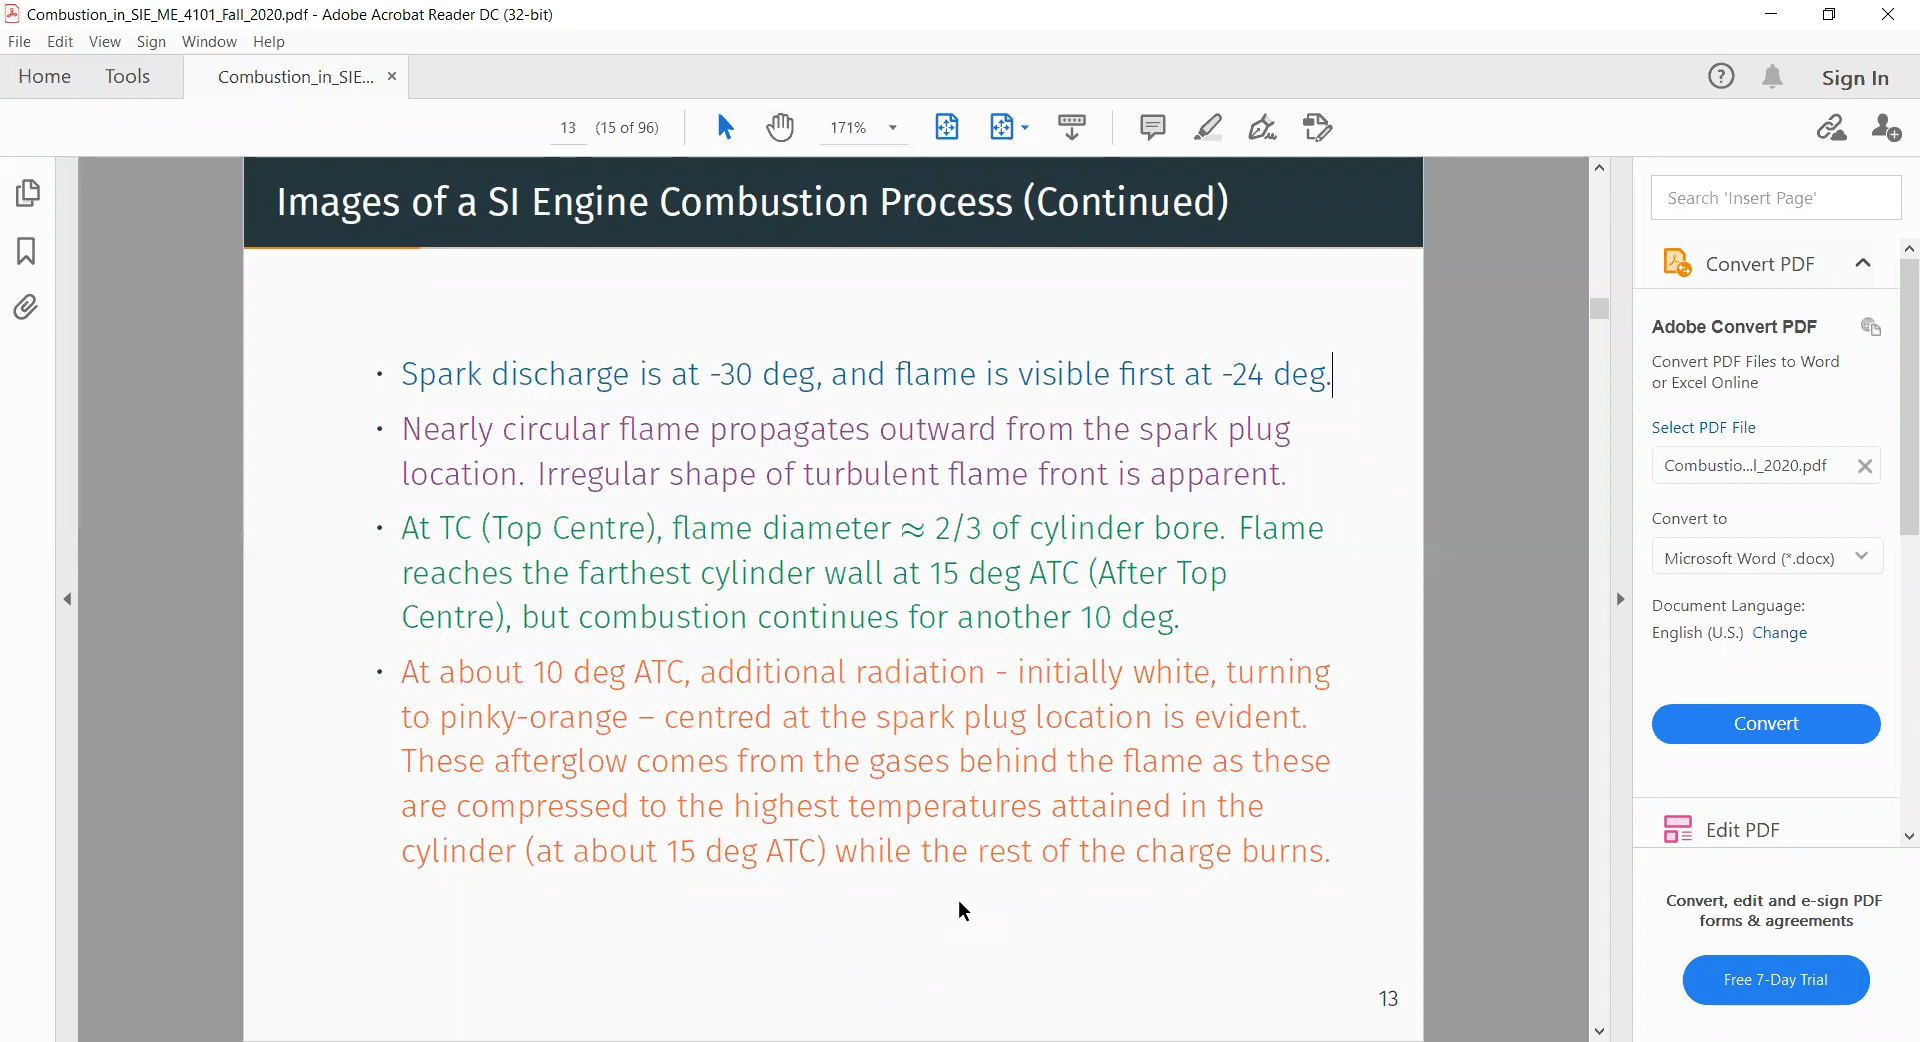 Combustion_in_SIE_ME_4101_Fall_2020.pdf - Adobe Acrobat Reader DC (32-bit)
File Edit View Sign Window Help
Home Tools Combustion_in_SIE... × Sign In
13 (15 of 96) 171%
Images of a SI Engine Combustion Process (Continued)
• Spark discharge is at -30 deg, and flame is visible first at -24 deg.
• Nearly circular flame propagates outward from the spark plug
location. Irregular shape of turbulent flame front is apparent.
• At TC (Top Centre), flame diameter ≈ 2/3 of cylinder bore. Flame
reaches the farthest cylinder wall at 15 deg ATC (After Top
Centre), but combustion continues for another 10 deg.
• At about 10 deg ATC, additional radiation - initially white, turning
to pinky-orange – centred at the spark plug location is evident.
These afterglow comes from the gases behind the flame as these
are compressed to the highest temperatures attained in the
cylinder (at about 15 deg ATC) while the rest of the charge burns.
13
Search 'Insert Page'
Convert PDF
Adobe Convert PDF
Convert PDF Files to Word
or Excel Online
Select PDF File
Combustio...l_2020.pdf
Convert to
Microsoft Word (*.docx)
Document Language:
English (U.S.) Change
Convert
Edit PDF
Convert, edit and e-sign PDF
forms & agreements
Free 7-Day Trial